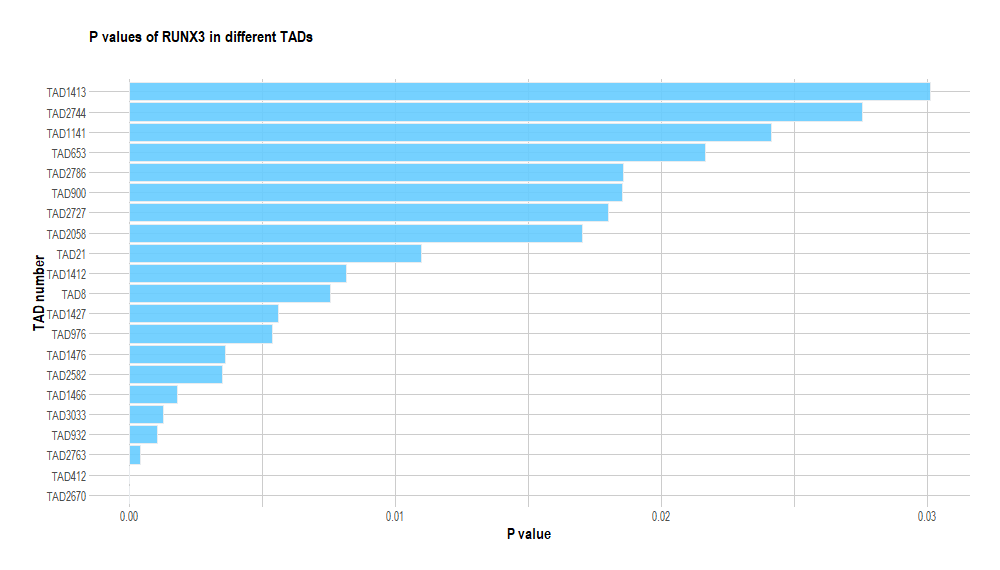 P values of RUNX3 in different TADs
TAD number
TAD1413
TAD2744
TAD1141
TAD653
TAD2786
TAD900
TAD2727
TAD2058
TAD21
TAD1412
TAD8
TAD1427
TAD976
TAD1476
TAD2582
TAD1466
TAD3033
TAD932
TAD2763
TAD412
TAD2670
0.00 0.01 0.02 0.03
P value